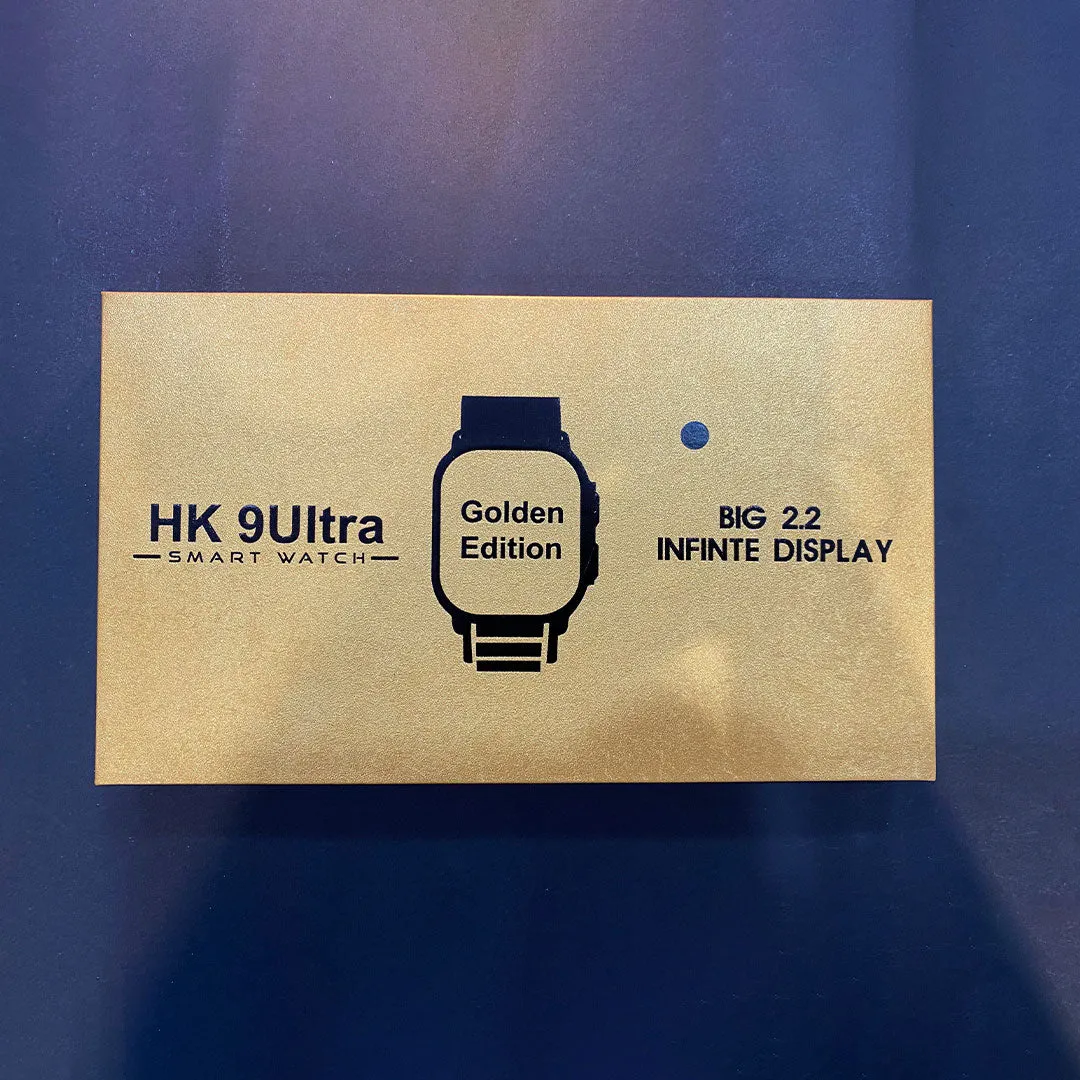 HK 9Ultra
SMART WATCH
Golden
Edition
BIG 2.2
INFINTE DISPLAY